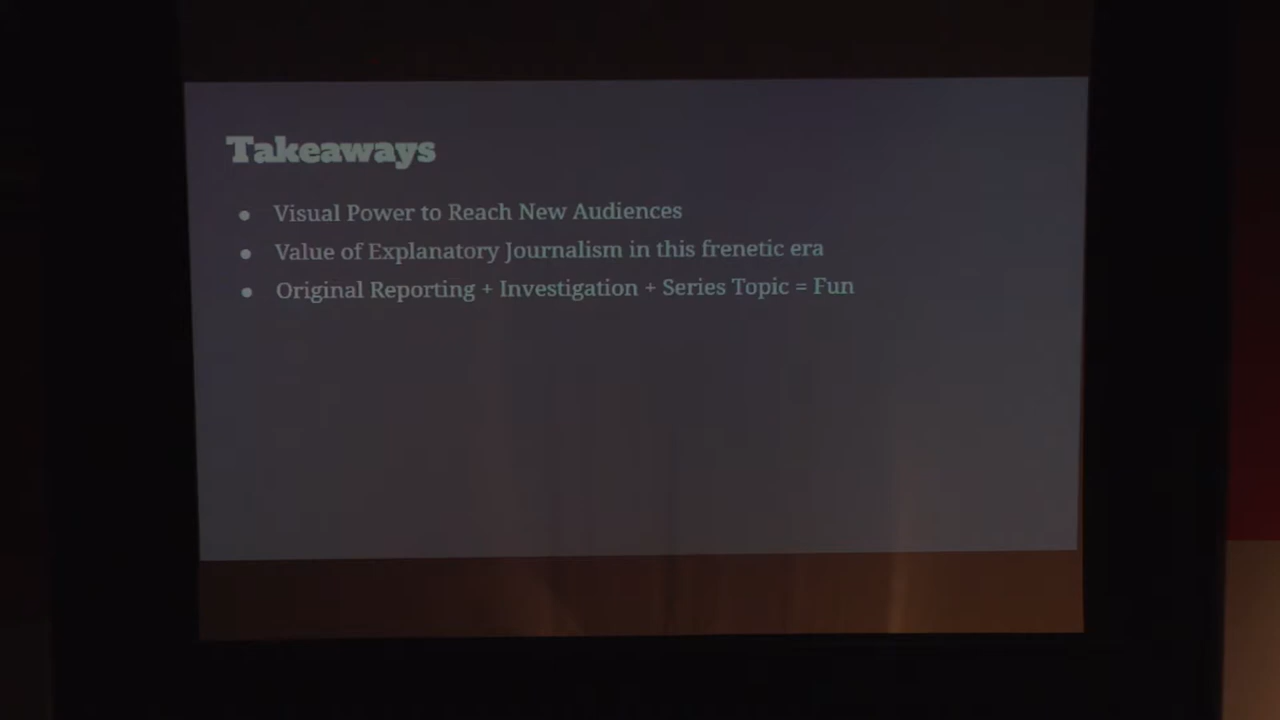 Takeaways
● Visual Power to Reach New Audiences
● Value of Explanatory Journalism in this frenetic era
● Original Reporting + Investigation + Series Topic = Fun